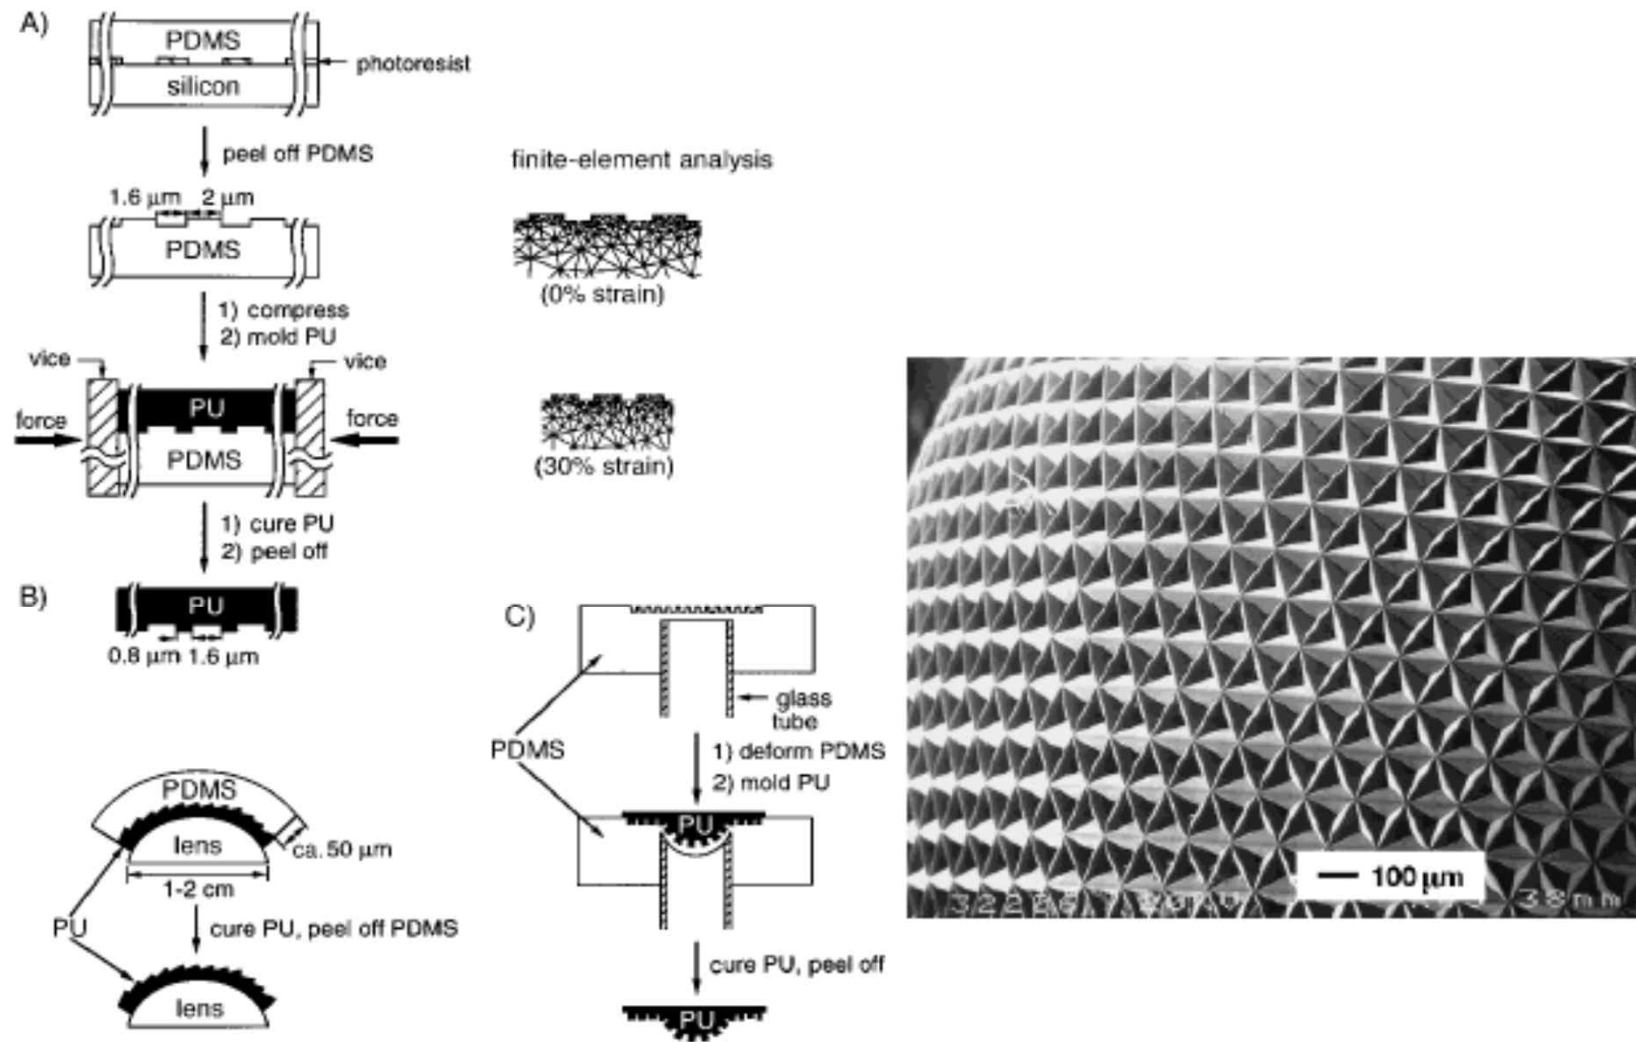 A)
PDMS
photoresist
silicon
peel off PDMS
finite-element analysis
1.6 µm 2 µm
PDMS
(0% strain)
1) compress
2) mold PU
vice
vice
PU
force
force
PDMS
(30% strain)
1) cure PU
2) peel off
B)
PU
0.8 µm 1.6 µm
C)
glass
tube
PDMS
1) deform PDMS
2) mold PU
PDMS
lens
ca. 50 µm
1-2 cm
PU
PU
cure PU, peel off PDMS
cure PU, peel off
lens
PU
100 µm
38mm